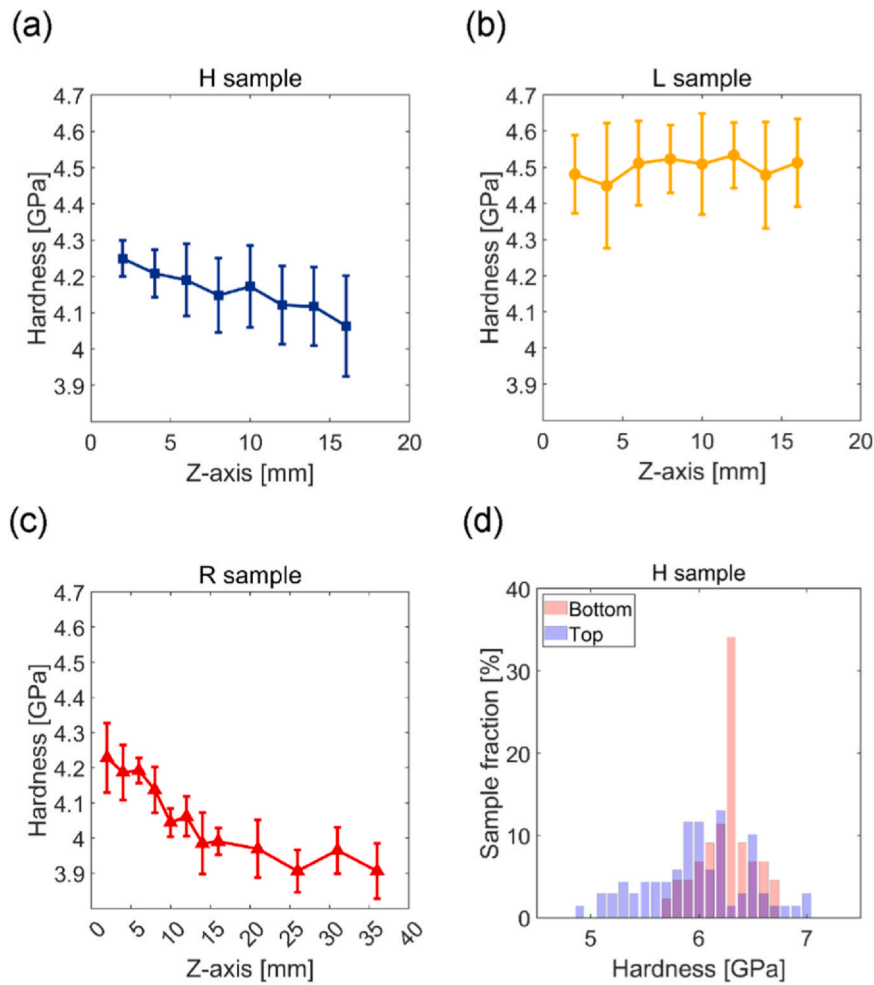 (a)
H sample
4.7
4.6
4.5
4.4
4.3
4.2
4.1
4
3.9
Hardness [GPa]
0 5 10 15 20
Z-axis [mm]
(b)
L sample
4.7
4.6
4.5
4.4
4.3
4.2
4.1
4
3.9
Hardness [GPa]
0 5 10 15 20
Z-axis [mm]
(c)
R sample
4.7
4.6
4.5
4.4
4.3
4.2
4.1
4
3.9
Hardness [GPa]
0 5 10 15 20 25 30 35 40
Z-axis [mm]
(d)
H sample
Bottom
Top
40
30
20
10
0
Sample fraction [%]
5 6 7
Hardness [GPa]